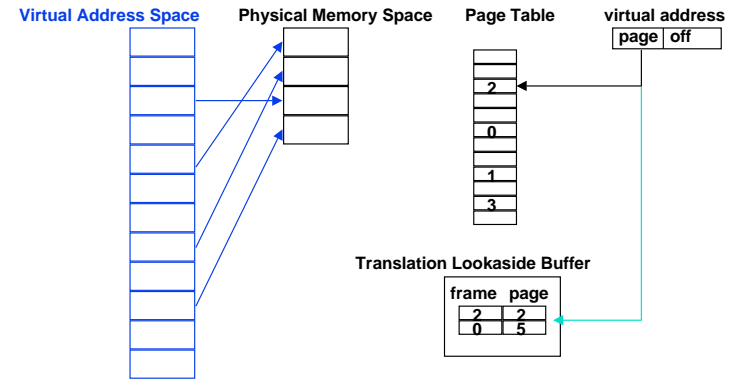 Virtual Address Space
Physical Memory Space
Page Table
virtual address
page off
2
0
1
3
Translation Lookaside Buffer
frame page
2 2
0 5